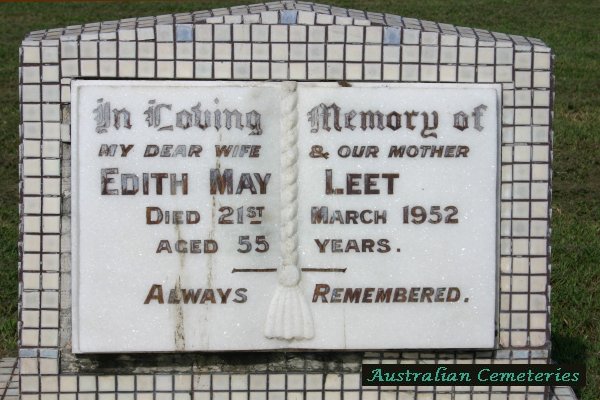 In Loving Memory of
MY DEAR WIFE & OUR MOTHER
EDITH MAY LEET
DIED 21ST MARCH 1952
AGED 55 YEARS.
ALWAYS REMEMBERED.
Australian Cemeteries